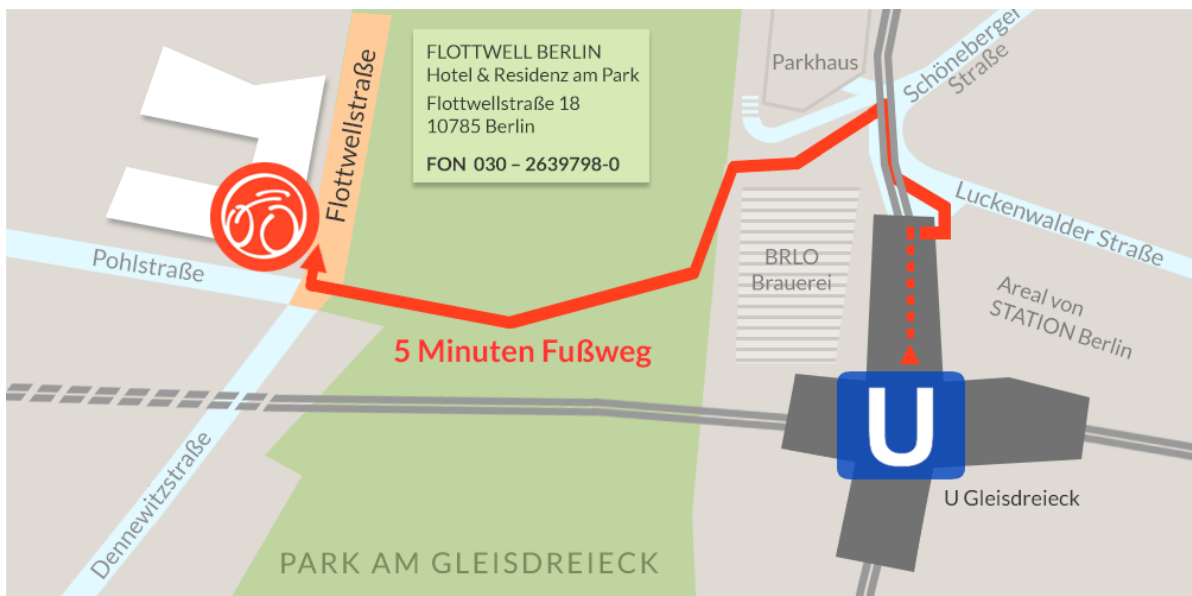 FLOTTWELL BERLIN
Hotel & Residenz am Park
Flottwellstraße 18
10785 Berlin
FON 030 – 2639798-0
Flottwellstraße
Parkhaus
Schöneberger
Straße
Luckenwalder Straße
Pohlstraße
BRLO
Brauerei
Areal von
STATION Berlin
5 Minuten Fußweg
U
U Gleisdreieck
Dennewitzstraße
PARK AM GLEISDREIECK